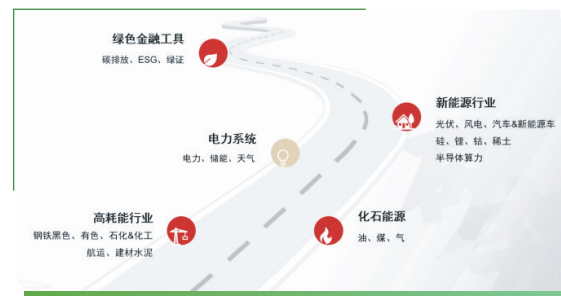 绿色金融工具
碳排放、ESG、绿证
新能源行业
光伏、风电、汽车&新能源车
硅、锂、钴、稀土
半导体算力
电力系统
电力、储能、天气
高耗能行业
钢铁黑色、有色、石化&化工
航运、建材水泥
化石能源
油、煤、气